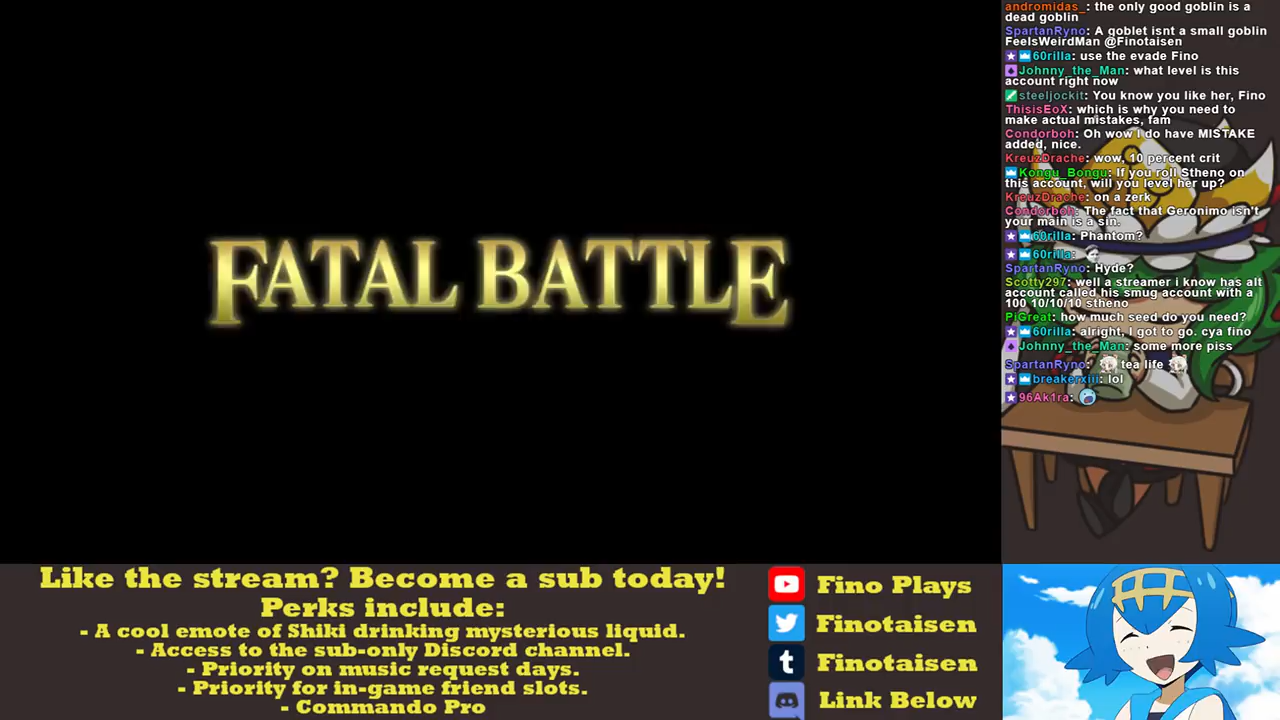 FATAL BATTLE
andromidas_: the only good goblin is a
dead goblin
SpartanRyno: A goblet isnt a small goblin
FeelsWeirdMan @Finotaisen
60rilla: use the evade Fino
Johnny_the_Man: what level is this
account right now
steeljockit: You know you like her, Fino
ThisisEoX: which is why you need to
make actual mistakes, fam
Condorboh: Oh wow I do have MISTAKE
added, nice.
KreuzDrache: wow, 10 percent crit
Kongu_Bongu: If you roll Stheno on
this account, will you level her up?
KreuzDrache: on a zerk
Condorboh: The fact that Geronimo isn't
your main is a sin.
60rilla: Phantom?
60rilla:
SpartanRyno: Hyde?
Scotty297: well a streamer i know has alt
account called his smug account with a
100 10/10/10 stheno
PiGreat: how much seed do you need?
60rilla: alright, I got to go. cya fino
Johnny_the_Man: some more piss
SpartanRyno: tea life
breakerxiii: lol
96Ak1ra:
Like the stream? Become a sub today!
Perks include:
- A cool emote of Shiki drinking mysterious liquid.
- Access to the sub-only Discord channel.
- Priority on music request days.
- Priority for in-game friend slots.
- Commando Pro
Fino Plays
Finotaisen
t Finotaisen
Link Below